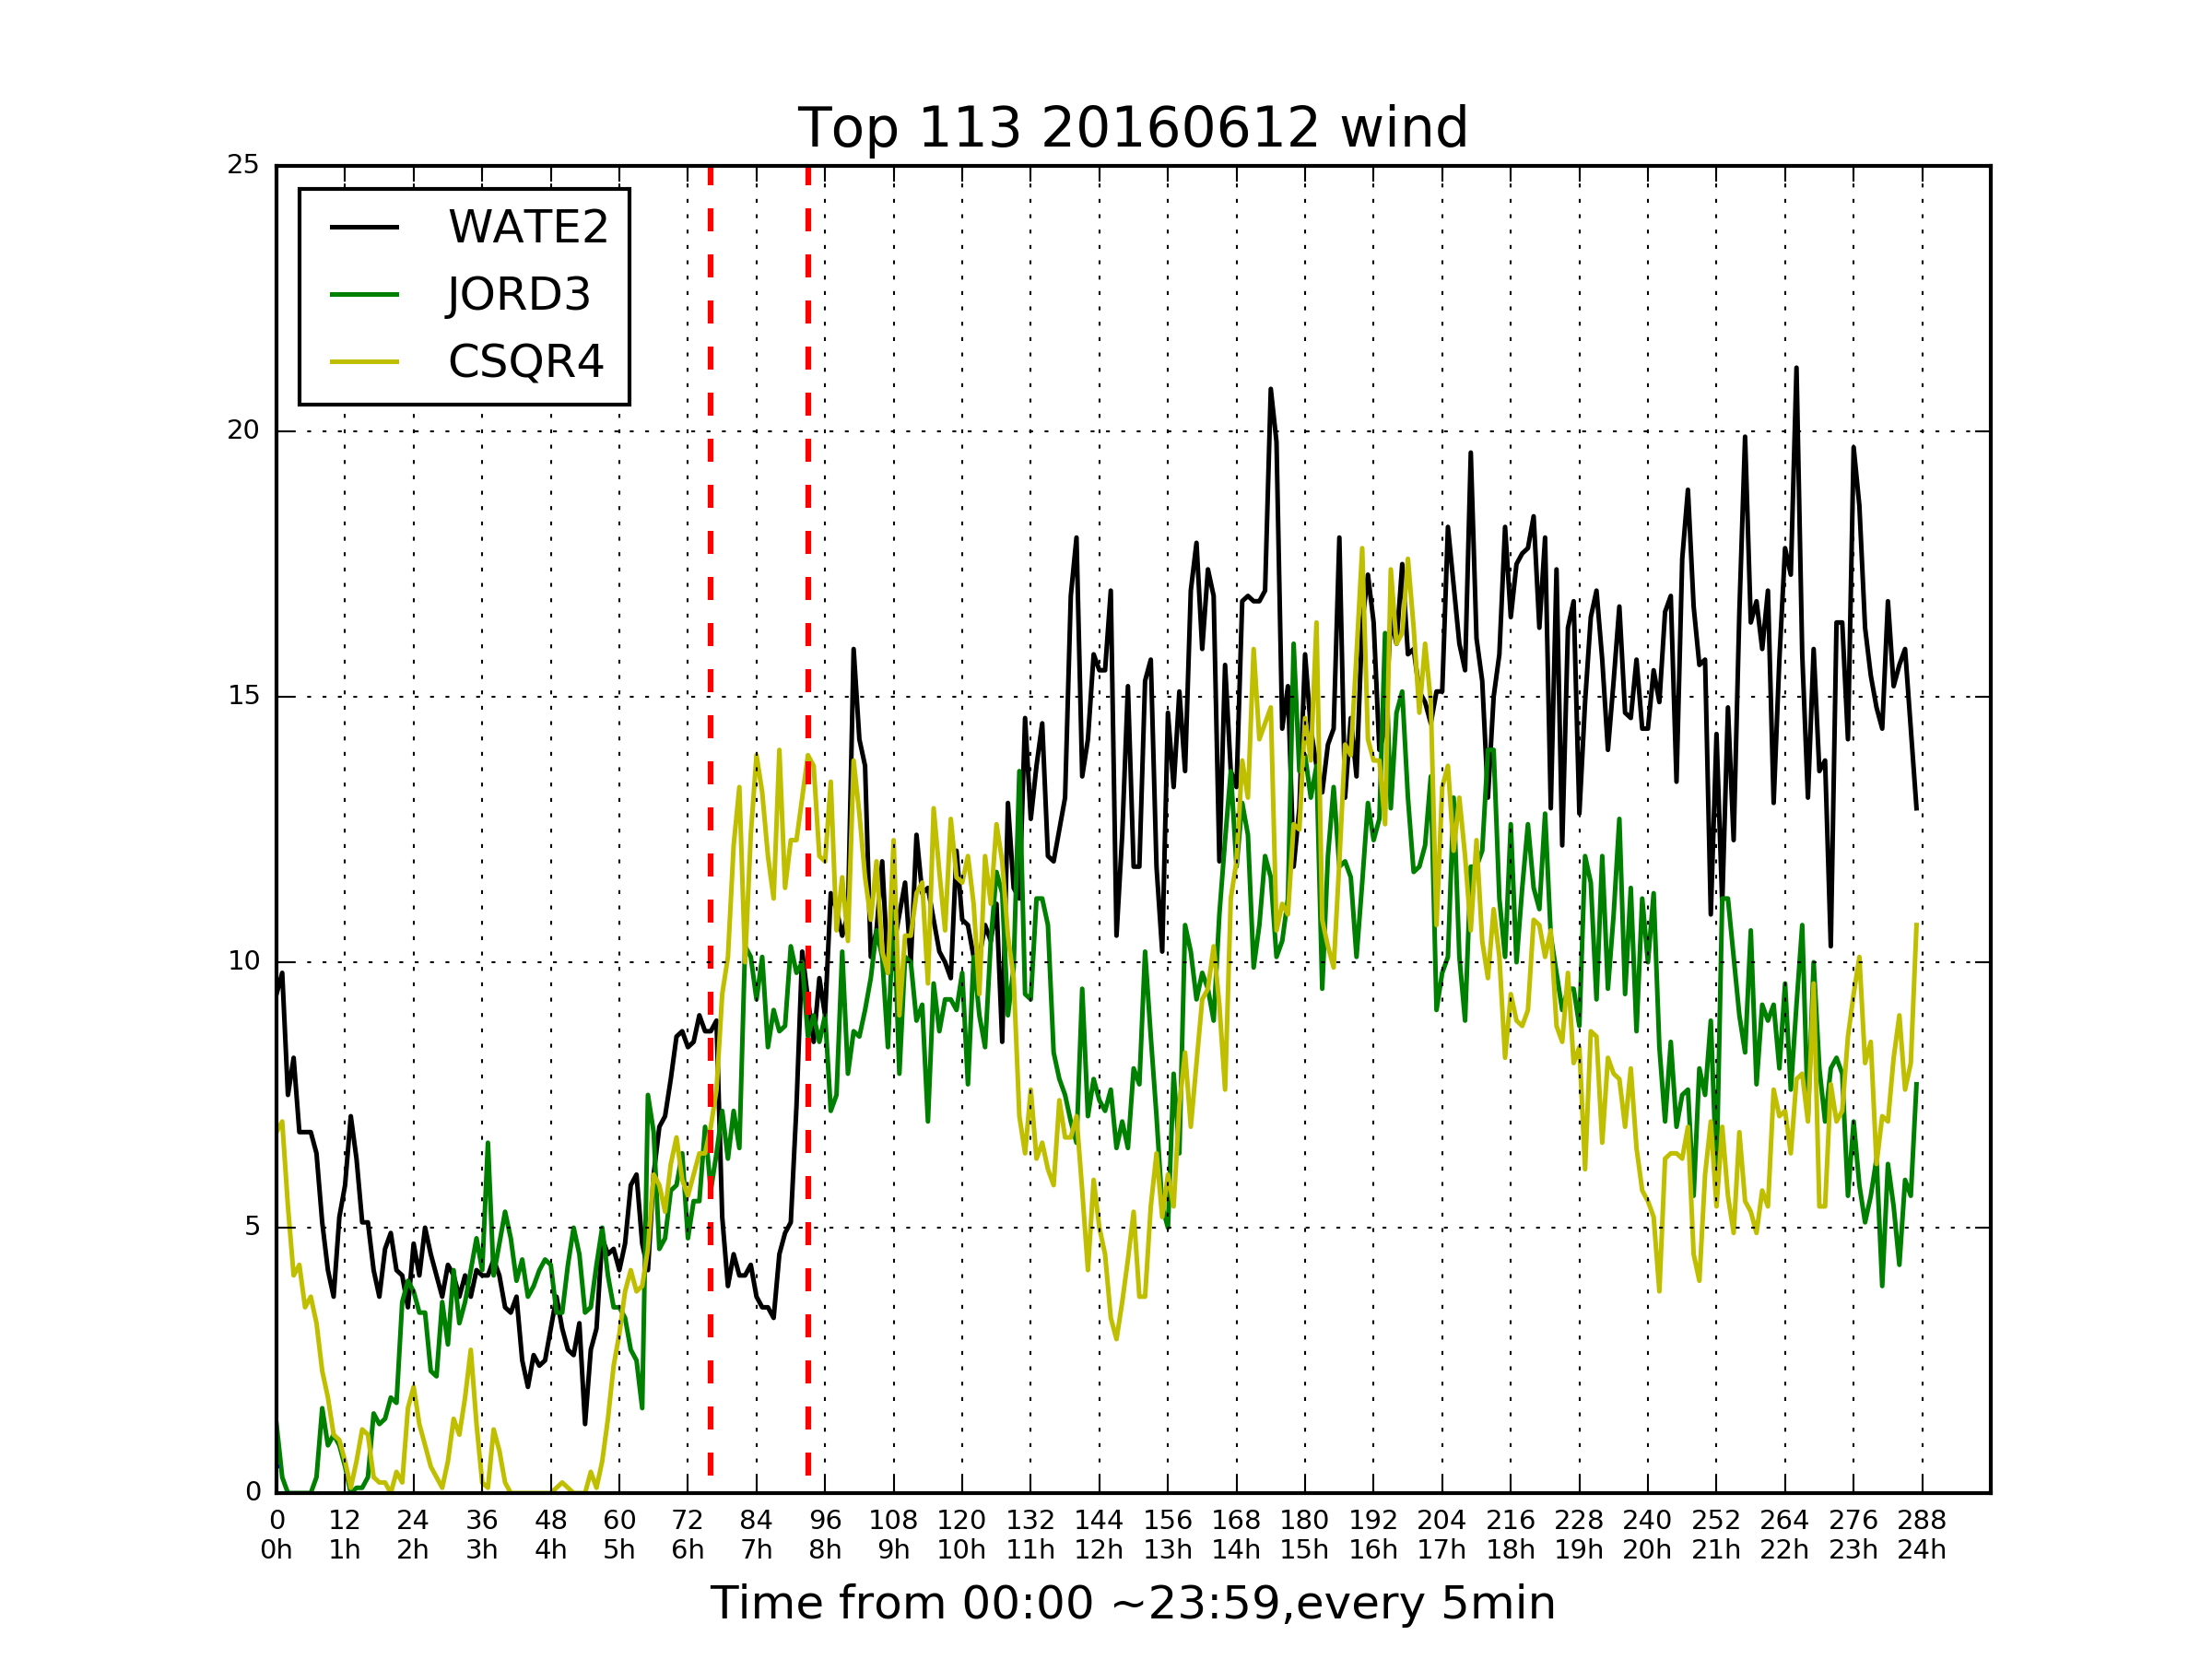 Top 113 20160612 wind
25
20
15
10
5
0
WATE2
JORD3
CSQR4
0 12 24 36 48 60 72 84 96 108 120 132 144 156 168 180 192 204 216 228 240 252 264 276 288
0h 1h 2h 3h 4h 5h 6h 7h 8h 9h 10h 11h 12h 13h 14h 15h 16h 17h 18h 19h 20h 21h 22h 23h 24h
Time from 00:00 ~23:59,every 5min